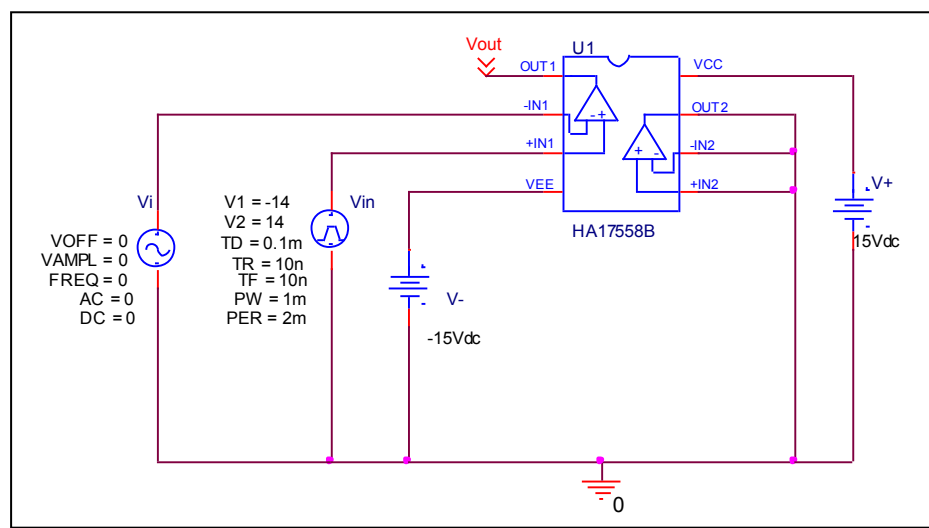 Vout
U1
OUT1
VCC
-IN1
OUT2
+IN1
-IN2
VEE
+IN2
- +
+ -
HA17558B
Vi
VOFF = 0
VAMPL = 0
FREQ = 0
AC = 0
DC = 0
Vin
V1 = -14
V2 = 14
TD = 0.1m
TR = 10n
TF = 10n
PW = 1m
PER = 2m
V-
-15Vdc
V+
15Vdc
0